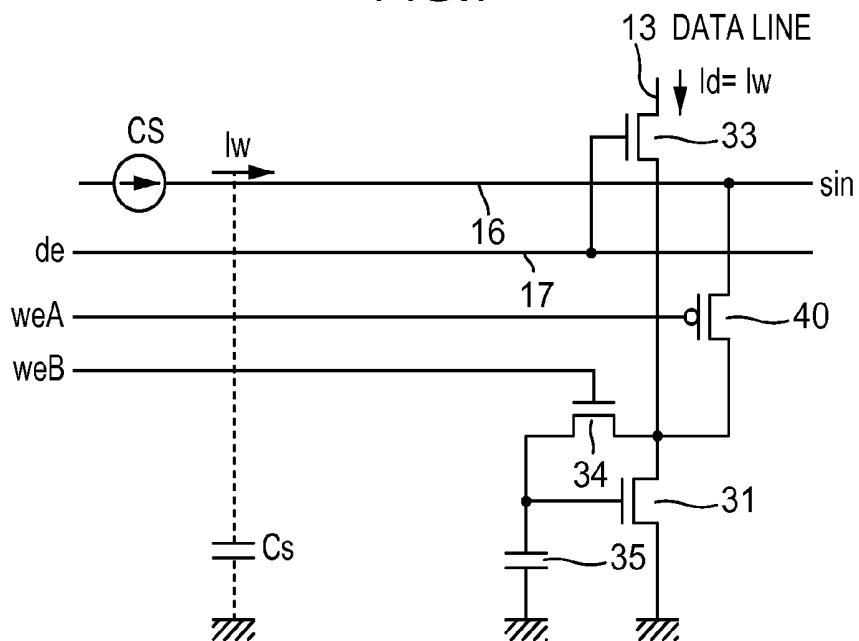 13 DATA LINE
Id= Iw
33
CS
Iw
sin
16
de
17
weA
40
weB
34
31
35
Cs